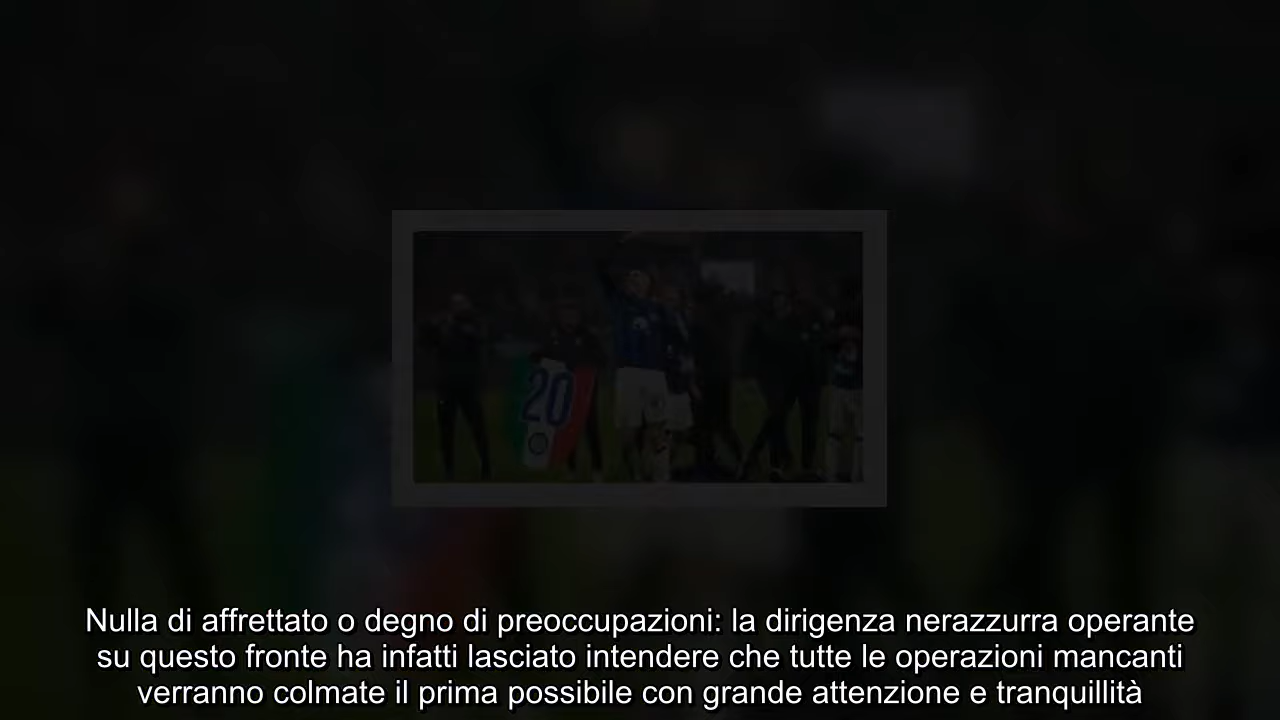 20
Nulla di affrettato o degno di preoccupazioni: la dirigenza nerazzurra operante
su questo fronte ha infatti lasciato intendere che tutte le operazioni mancanti
verranno colmate il prima possibile con grande attenzione e tranquillità